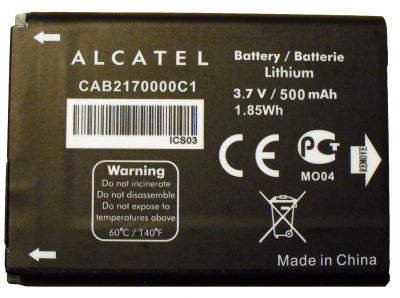 ALCATEL
CAB2170000C1
ICS03
Battery / Batterie
Lithium
3.7 V / 500 mAh
1.85Wh
PCT
MO04
REMOVE
Warning
Do not incinerate
Do not disassemble
Do not expose to
temperatures above
60°C / 140°F
Made in China